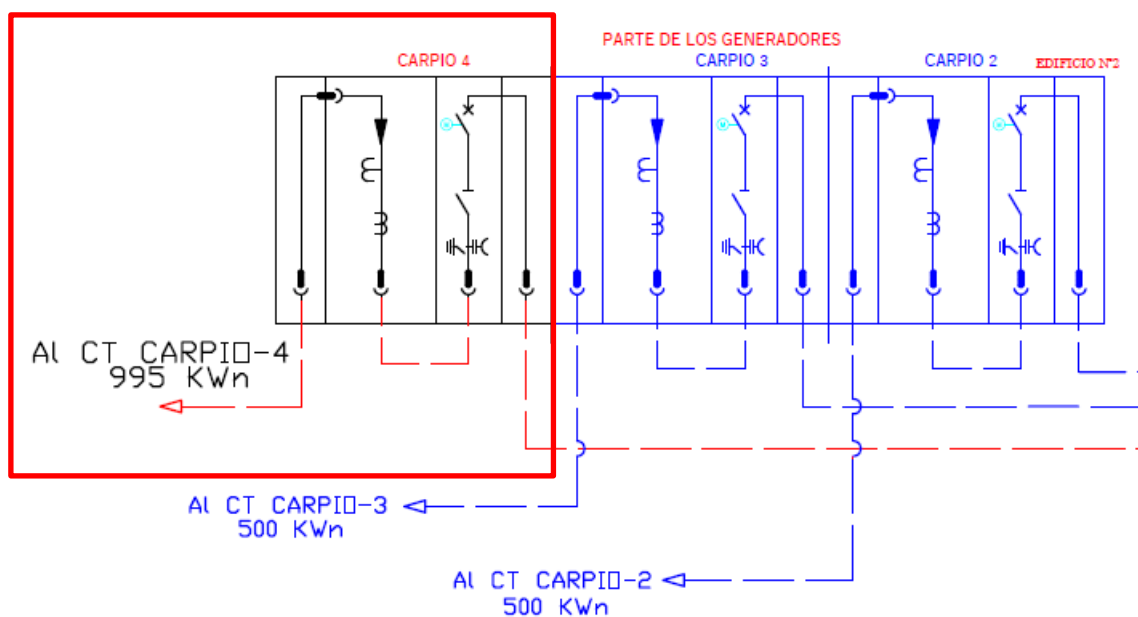 PARTE DE LOS GENERADORES
CARPIO 4
CARPIO 3
CARPIO 2
EDIFICIO Nº2
Al CT CARPIO-4
995 KWn
Al CT CARPIO-3
500 KWn
Al CT CARPIO-2
500 KWn